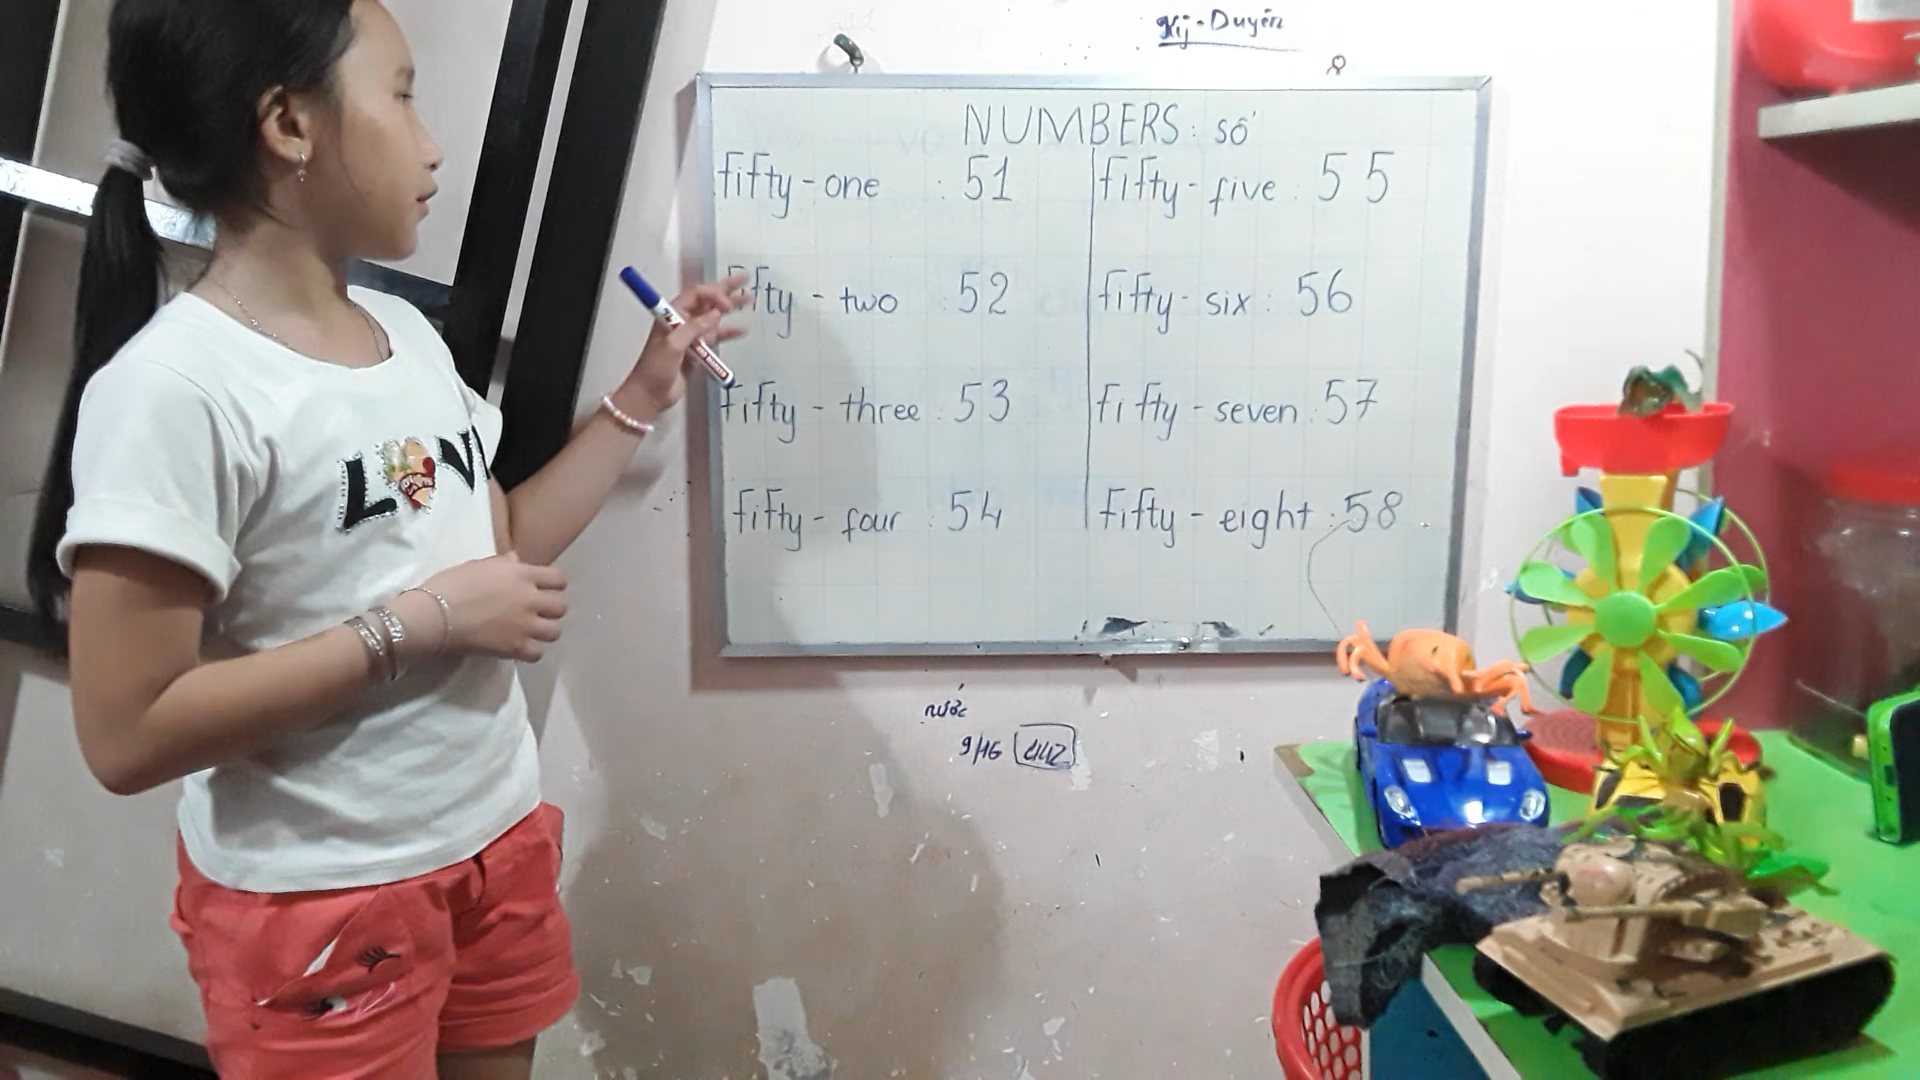 Kỳ-Duyên
NUMBERS: số
fifty-one : 51
fifty-two : 52
fifty-three : 53
fifty-four : 54
fifty-five : 55
fifty-six : 56
fifty-seven : 57
fifty-eight : 58
nước
9/16
LOV